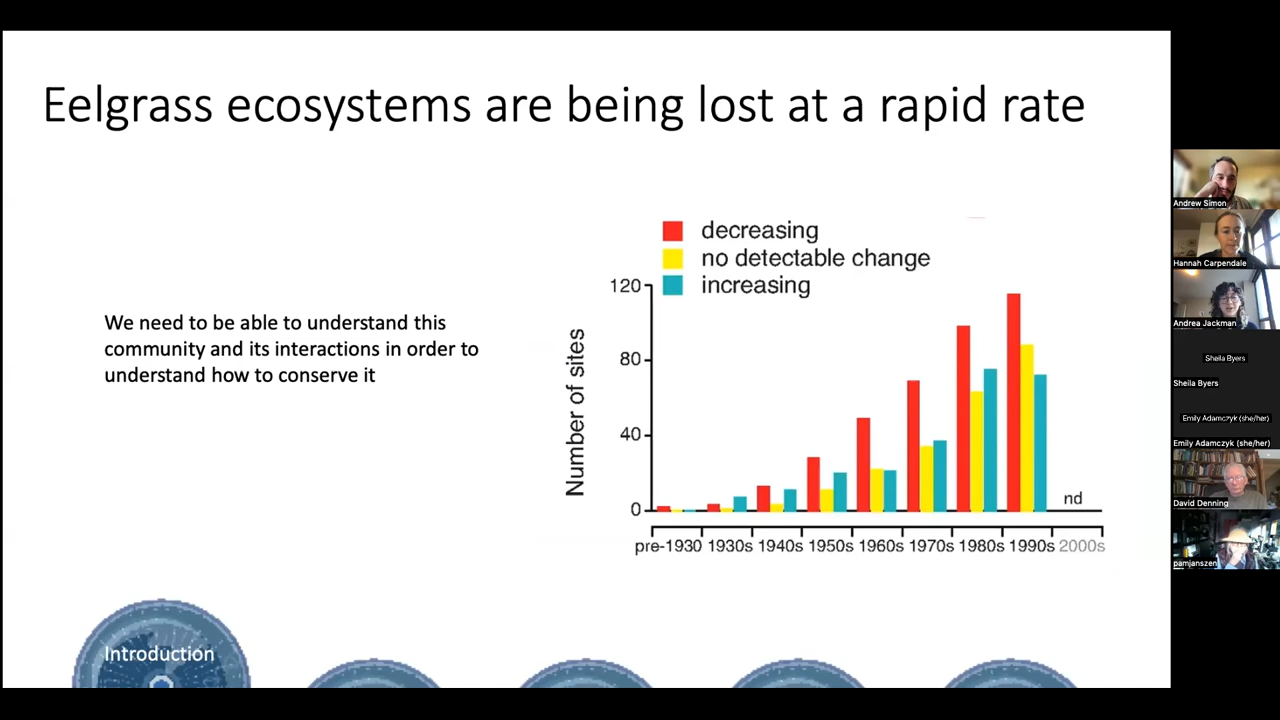 Eelgrass ecosystems are being lost at a rapid rate
We need to be able to understand this
community and its interactions in order to
understand how to conserve it
decreasing
no detectable change
increasing
Number of sites
120
80
40
0
nd
pre-1930 1930s 1940s 1950s 1960s 1970s 1980s 1990s 2000s
Introduction
Andrew Simon
Hannah Carpendale
Andrea Jackman
Sheila Byers
Sheila Byers
Emily Adamczyk (she/her)
Emily Adamczyk (she/her)
David Denning
pamjanszen